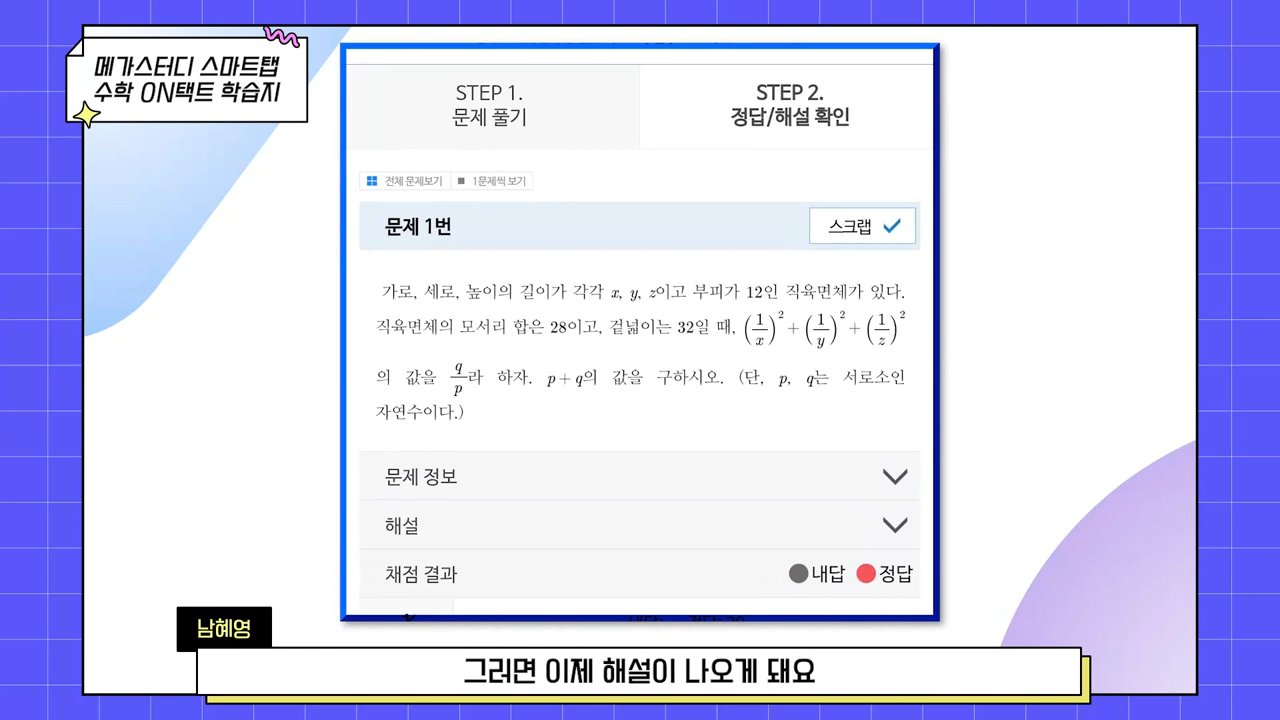 메가스터디 스마트탭
수학 ON택트 학습지
STEP 1.
문제 풀기
STEP 2.
정답/해설 확인
전체 문제보기
1문제씩 보기
문제 1번
스크랩
가로, 세로, 높이의 길이가 각각 x, y, z이고 부피가 12인 직육면체가 있다.
직육면체의 모서리 합은 28이고, 겉넓이는 32일 때, (1/x)² + (1/y)² + (1/z)²
의 값을 q/p라 하자. p+q의 값을 구하시오. (단, p, q는 서로소인
자연수이다.)
문제 정보
해설
채점 결과
내답 정답
남혜영
그러면 이제 해설이 나오게 돼요